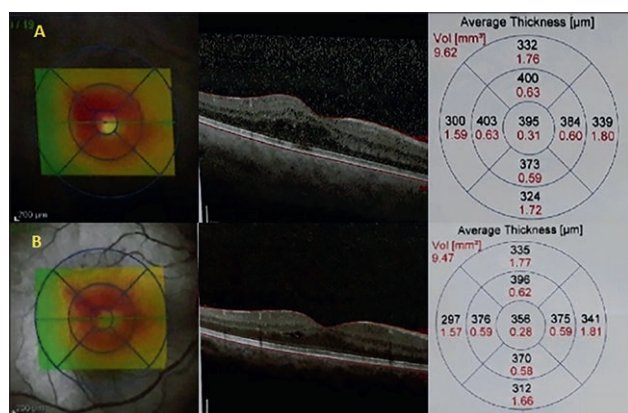 A
Average Thickness [µm]
Vol [mm³]
9.62
332
1.76
400
0.63
300 403 395 384 339
1.59 0.63 0.31 0.60 1.80
373
0.59
324
1.72
200 µm
B
Average Thickness [µm]
Vol [mm³]
9.47
335
1.77
396
0.62
297 376 356 375 341
1.57 0.59 0.28 0.59 1.81
370
0.58
312
1.66
200 µm